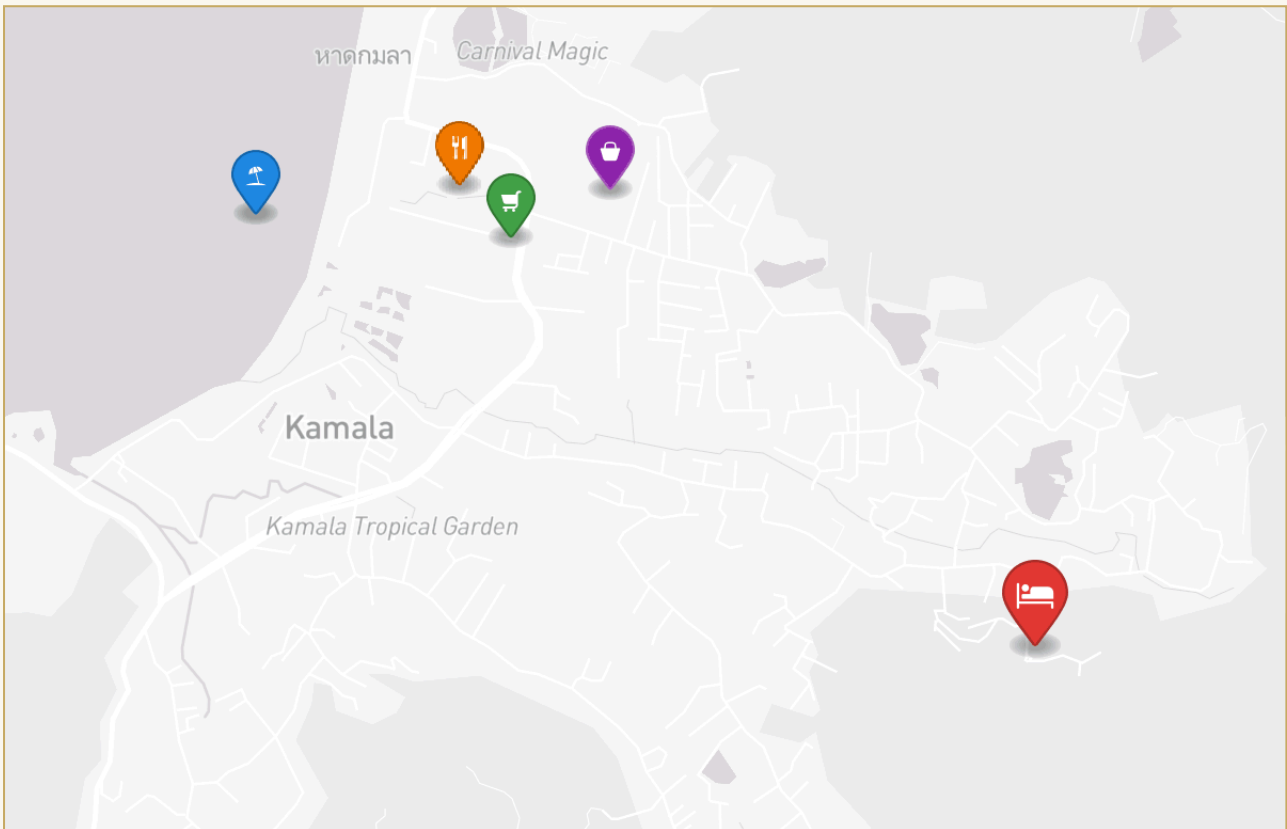 หาดกมลา
Carnival Magic
Kamala
Kamala Tropical Garden